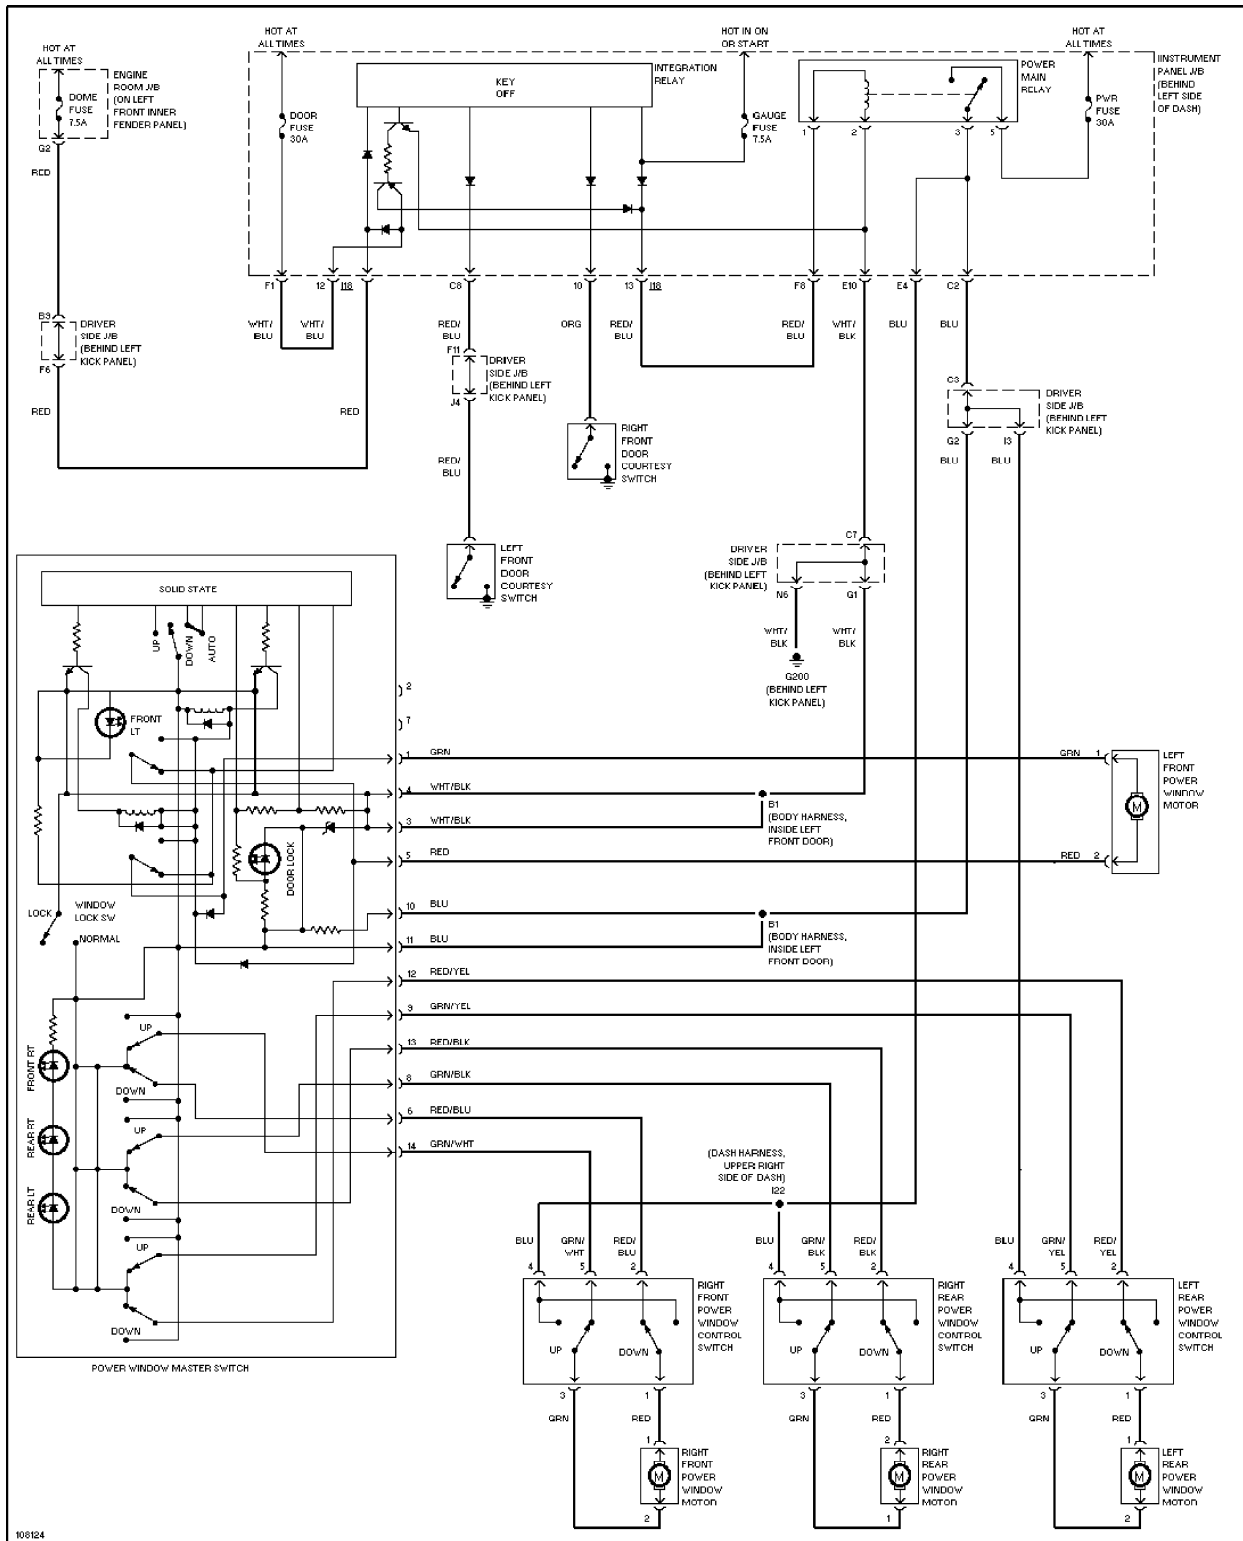 HOT AT
ALL TIMES
DOME
FUSE
7.5A
G2
ENGINE
ROOM J/B
(ON LEFT
FRONT INNER
FENDER PANEL)
RED
B9
DRIVER
SIDE J/B
(BEHIND LEFT
KICK PANEL)
F6
RED
RED
HOT AT
ALL TIMES
DOOR
FUSE
30A
KEY
OFF
INTEGRATION
RELAY
HOT IN ON
OR START
GAUGE
FUSE
7.5A
POWER
MAIN
RELAY
1
2
3
5
HOT AT
ALL TIMES
PWR
FUSE
30A
INSTRUMENT
PANEL J/B
(BEHIND
LEFT SIDE
OF DASH)
F1
12
I18
C8
10
13
I18
F8
E10
E4
C2
WHT/
BLU
WHT/
BLU
RED/
BLU
ORG
RED/
BLU
RED/
BLU
WHT/
BLK
BLU
BLU
F11
DRIVER
SIDE J/B
(BEHIND LEFT
KICK PANEL)
J4
RED/
BLU
RIGHT
FRONT
DOOR
COURTESY
SWITCH
LEFT
FRONT
DOOR
COURTESY
SWITCH
C3
DRIVER
SIDE J/B
(BEHIND LEFT
KICK PANEL)
G2
I3
BLU
BLU
C7
DRIVER
SIDE J/B
(BEHIND LEFT
KICK PANEL)
N6
G1
WHT/
BLK
WHT/
BLK
G200
(BEHIND LEFT
KICK PANEL)
SOLID STATE
UP
DOWN
AUTO
FRONT
LT
DOOR LOCK
LOCK
WINDOW
LOCK SW
NORMAL
FRONT RT
REAR RT
REAR LT
UP
DOWN
UP
DOWN
UP
DOWN
POWER WINDOW MASTER SWITCH
2
7
1 GRN
4 WHT/BLK
3 WHT/BLK
5 RED
10 BLU
11 BLU
12 RED/YEL
9 GRN/YEL
13 RED/BLK
8 GRN/BLK
6 RED/BLU
14 GRN/WHT
B1
(BODY HARNESS,
INSIDE LEFT
FRONT DOOR)
B1
(BODY HARNESS,
INSIDE LEFT
FRONT DOOR)
GRN 1
RED 2
M
LEFT
FRONT
POWER
WINDOW
MOTOR
(DASH HARNESS,
UPPER RIGHT
SIDE OF DASH)
I22
BLU
GRN/
WHT
RED/
BLU
BLU
GRN/
BLK
RED/
BLK
BLU
GRN/
YEL
RED/
YEL
4
5
2
4
5
2
4
5
2
UP
DOWN
RIGHT
FRONT
POWER
WINDOW
CONTROL
SWITCH
UP
DOWN
RIGHT
REAR
POWER
WINDOW
CONTROL
SWITCH
UP
DOWN
LEFT
REAR
POWER
WINDOW
CONTROL
SWITCH
3
1
3
1
3
1
GRN
RED
GRN
RED
GRN
RED
1
M
2
RIGHT
FRONT
POWER
WINDOW
MOTOR
2
M
1
RIGHT
REAR
POWER
WINDOW
MOTOR
1
M
2
LEFT
REAR
POWER
WINDOW
MOTOR
108124